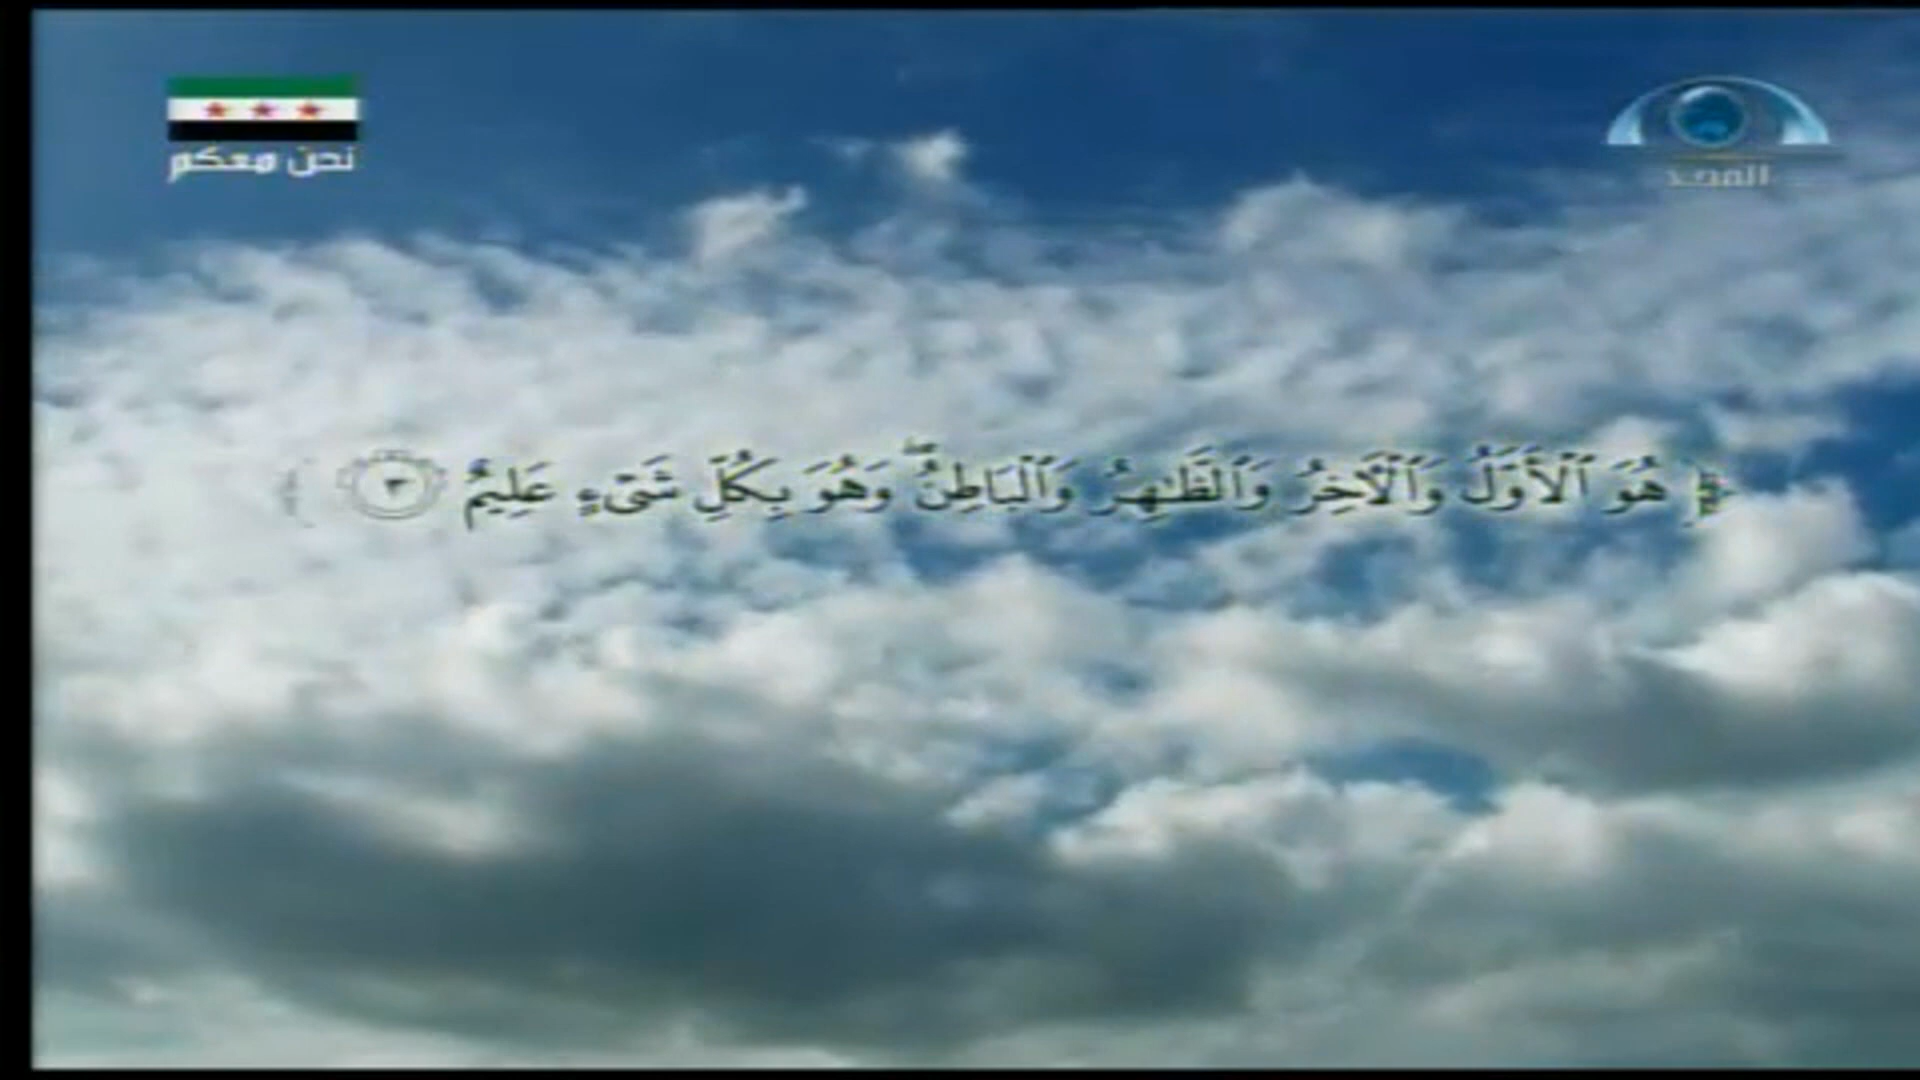 نحن معكم
المجد
﴿ هُوَ ٱلْأَوَّلُ وَٱلْـَٔاخِرُ وَٱلظَّـٰهِرُ وَٱلْبَاطِنُ ۖ وَهُوَ بِكُلِّ شَىْءٍ عَلِيمٌ ٣ ﴾